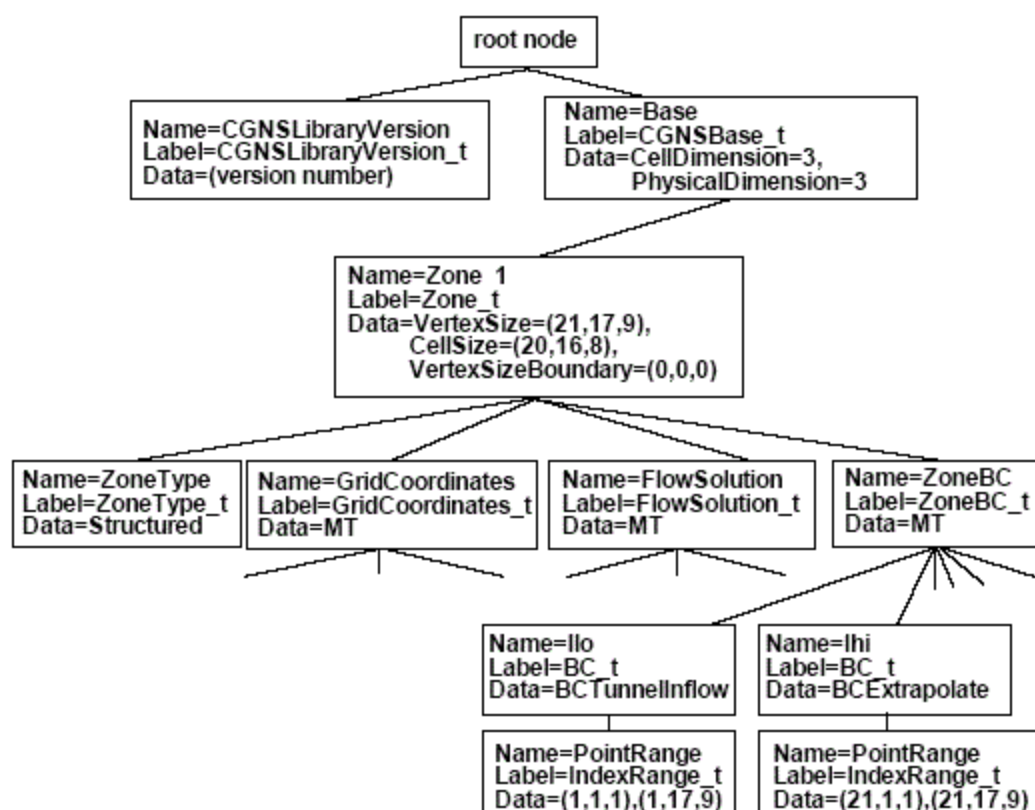 root node
Name=CGNSLibraryVersion
Label=CGNSLibraryVersion_t
Data=(version number)
Name=Base
Label=CGNSBase_t
Data=CellDimension=3,
PhysicalDimension=3
Name=Zone 1
Label=Zone_t
Data=VertexSize=(21,17,9),
CellSize=(20,16,8),
VertexSizeBoundary=(0,0,0)
Name=ZoneType
Label=ZoneType_t
Data=Structured
Name=GridCoordinates
Label=GridCoordinates_t
Data=MT
Name=FlowSolution
Label=FlowSolution_t
Data=MT
Name=ZoneBC
Label=ZoneBC_t
Data=MT
Name=Ilo
Label=BC_t
Data=BCTunnelInflow
Name=Ihi
Label=BC_t
Data=BCExtrapolate
Name=PointRange
Label=IndexRange_t
Data=(1,1,1),(1,17,9)
Name=PointRange
Label=IndexRange_t
Data=(21,1,1),(21,17,9)